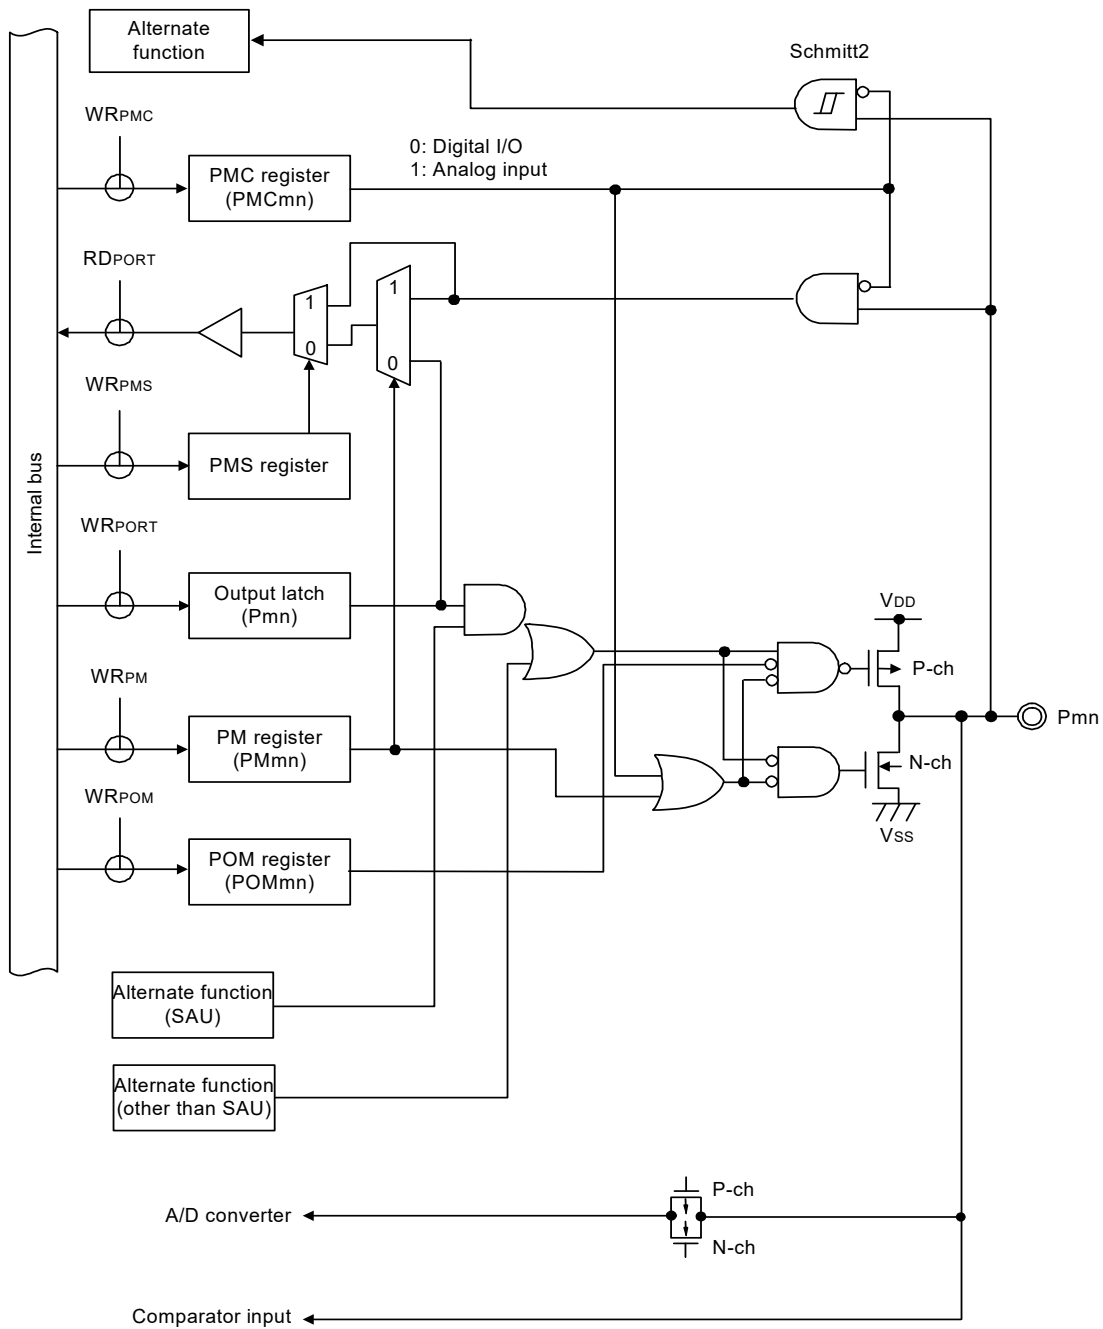 Alternate
function
Schmitt2
WRPMC
0: Digital I/O
1: Analog input
PMC register
(PMCmn)
RDPORT
1
0
1
0
WRPMS
PMS register
Internal bus
WRPORT
Output latch
(Pmn)
VDD
P-ch
WRPM
PM register
(PMmn)
Pmn
N-ch
VSS
WRPOM
POM register
(POMmn)
Alternate function
(SAU)
Alternate function
(other than SAU)
P-ch
A/D converter
N-ch
Comparator input